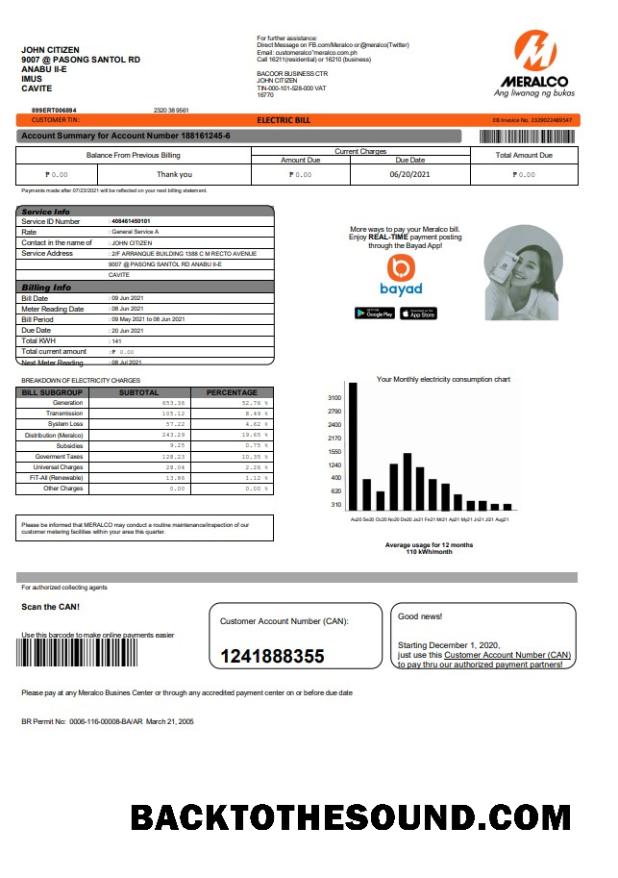 JOHN CITIZEN
9007 @ PASONG SANTOL RD
ANABU II-E
IMUS
CAVITE
For further assistance:
Direct Message on FB.com/Meralco or @meralco(Twitter)
Email: customeralco"meralco.com.ph
Call 16211(residential) or 16210 (business)
BACOOR BUSINESS CTR
JOHN CITIZEN
TIN-000-101-528-000 VAT
16770
MERALCO
Ang liwanag ng bukas
899ERT006894 2320 38 9561
CUSTOMER TIN: ELECTRIC BILL EB Invoice No. 2329022489347
Account Summary for Account Number 188161245-6
Balance From Previous Billing Current Charges Total Amount Due
Amount Due Due Date
₱ 0.00 Thank you ₱ 0.00 06/20/2021 ₱ 0.00
Payments made after 07/23/2021 will be reflected on your next billing statement.
Service Info
Service ID Number : 408461450101
Rate : General Service A
Contact in the name of : JOHN CITIZEN
Service Address : 2/F ARRANQUE BUILDING 1388 C M RECTO AVENUE
9007 @ PASONG SANTOL RD ANABU II-E
CAVITE
Billing Info
Bill Date : 09 Jun 2021
Meter Reading Date : 08 Jun 2021
Bill Period : 09 May 2021 to 08 Jun 2021
Due Date : 20 Jun 2021
Total KWH : 141
Total current amount : ₱ 0.00
Next Meter Reading : 08 Jul 2021
More ways to pay your Meralco bill.
Enjoy REAL-TIME payment posting
through the Bayad App!
bayad
Google Play
App Store
BREAKDOWN OF ELECTRICITY CHARGES
BILL SUBGROUP SUBTOTAL PERCENTAGE
Generation 653.38 52.76 %
Transmission 105.12 8.49 %
System Loss 57.22 4.62 %
Distribution (Meralco) 243.29 19.65 %
Subsidies 9.25 0.75 %
Goverment Taxes 128.23 10.35 %
Universal Charges 28.04 2.26 %
FIT-All (Renewable) 13.86 1.12 %
Other Charges 0.00 0.00 %
Your Monthly electricity consumption chart
3100
2790
2400
2170
1550
1240
400
620
310
Au20 Se20 Oc20 No20 De20 Ja21 Fe21 Mr21 Ap21 My21 Jn21 Jl21 Aug21
Average usage for 12 months
110 kWh/month
Please be informed that MERALCO may conduct a routine maintenance/inspection of our
customer metering facilities within your area this quarter.
For authorized collecting agents
Scan the CAN!
Use this barcode to make online payments easier
Customer Account Number (CAN):
1241888355
Good news!
Starting December 1, 2020,
just use this Customer Account Number (CAN)
to pay thru our authorized payment partners!
Please pay at any Meralco Busines Center or through any accredited payment center on or before due date
BR Permit No: 0006-116-00008-BA/AR March 21, 2005
BACKTOTHESOUND.COM